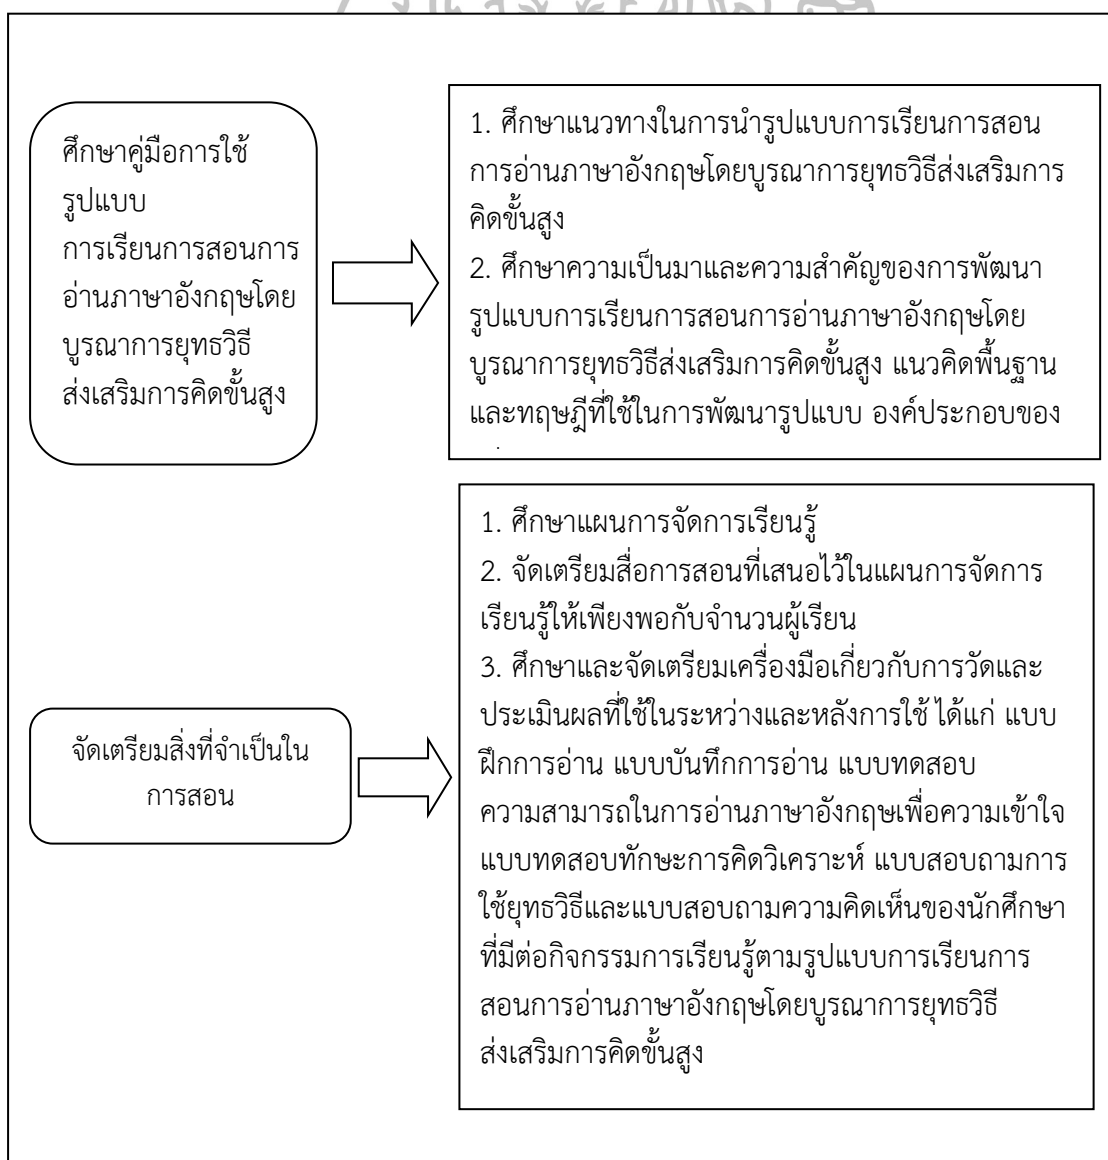 ศึกษาคู่มือการใช้
รูปแบบ
การเรียนการสอนการ
อ่านภาษาอังกฤษโดย
บูรณาการยุทธวิธี
ส่งเสริมการคิดขั้นสูง
1. ศึกษาแนวทางในการนำรูปแบบการเรียนการสอน
การอ่านภาษาอังกฤษโดยบูรณาการยุทธวิธีส่งเสริมการ
คิดขั้นสูง
2. ศึกษาความเป็นมาและความสำคัญของการพัฒนา
รูปแบบการเรียนการสอนการอ่านภาษาอังกฤษโดย
บูรณาการยุทธวิธีส่งเสริมการคิดขั้นสูง แนวคิดพื้นฐาน
และทฤษฎีที่ใช้ในการพัฒนารูปแบบ องค์ประกอบของ
จัดเตรียมสิ่งที่จำเป็นใน
การสอน
1. ศึกษาแผนการจัดการเรียนรู้
2. จัดเตรียมสื่อการสอนที่เสนอไว้ในแผนการจัดการ
เรียนรู้ให้เพียงพอกับจำนวนผู้เรียน
3. ศึกษาและจัดเตรียมเครื่องมือเกี่ยวกับการวัดและ
ประเมินผลที่ใช้ในระหว่างและหลังการใช้ ได้แก่ แบบ
ฝึกการอ่าน แบบบันทึกการอ่าน แบบทดสอบ
ความสามารถในการอ่านภาษาอังกฤษเพื่อความเข้าใจ
แบบทดสอบทักษะการคิดวิเคราะห์ แบบสอบถามการ
ใช้ยุทธวิธีและแบบสอบถามความคิดเห็นของนักศึกษา
ที่มีต่อกิจกรรมการเรียนรู้ตามรูปแบบการเรียนการ
สอนการอ่านภาษาอังกฤษโดยบูรณาการยุทธวิธี
ส่งเสริมการคิดขั้นสูง